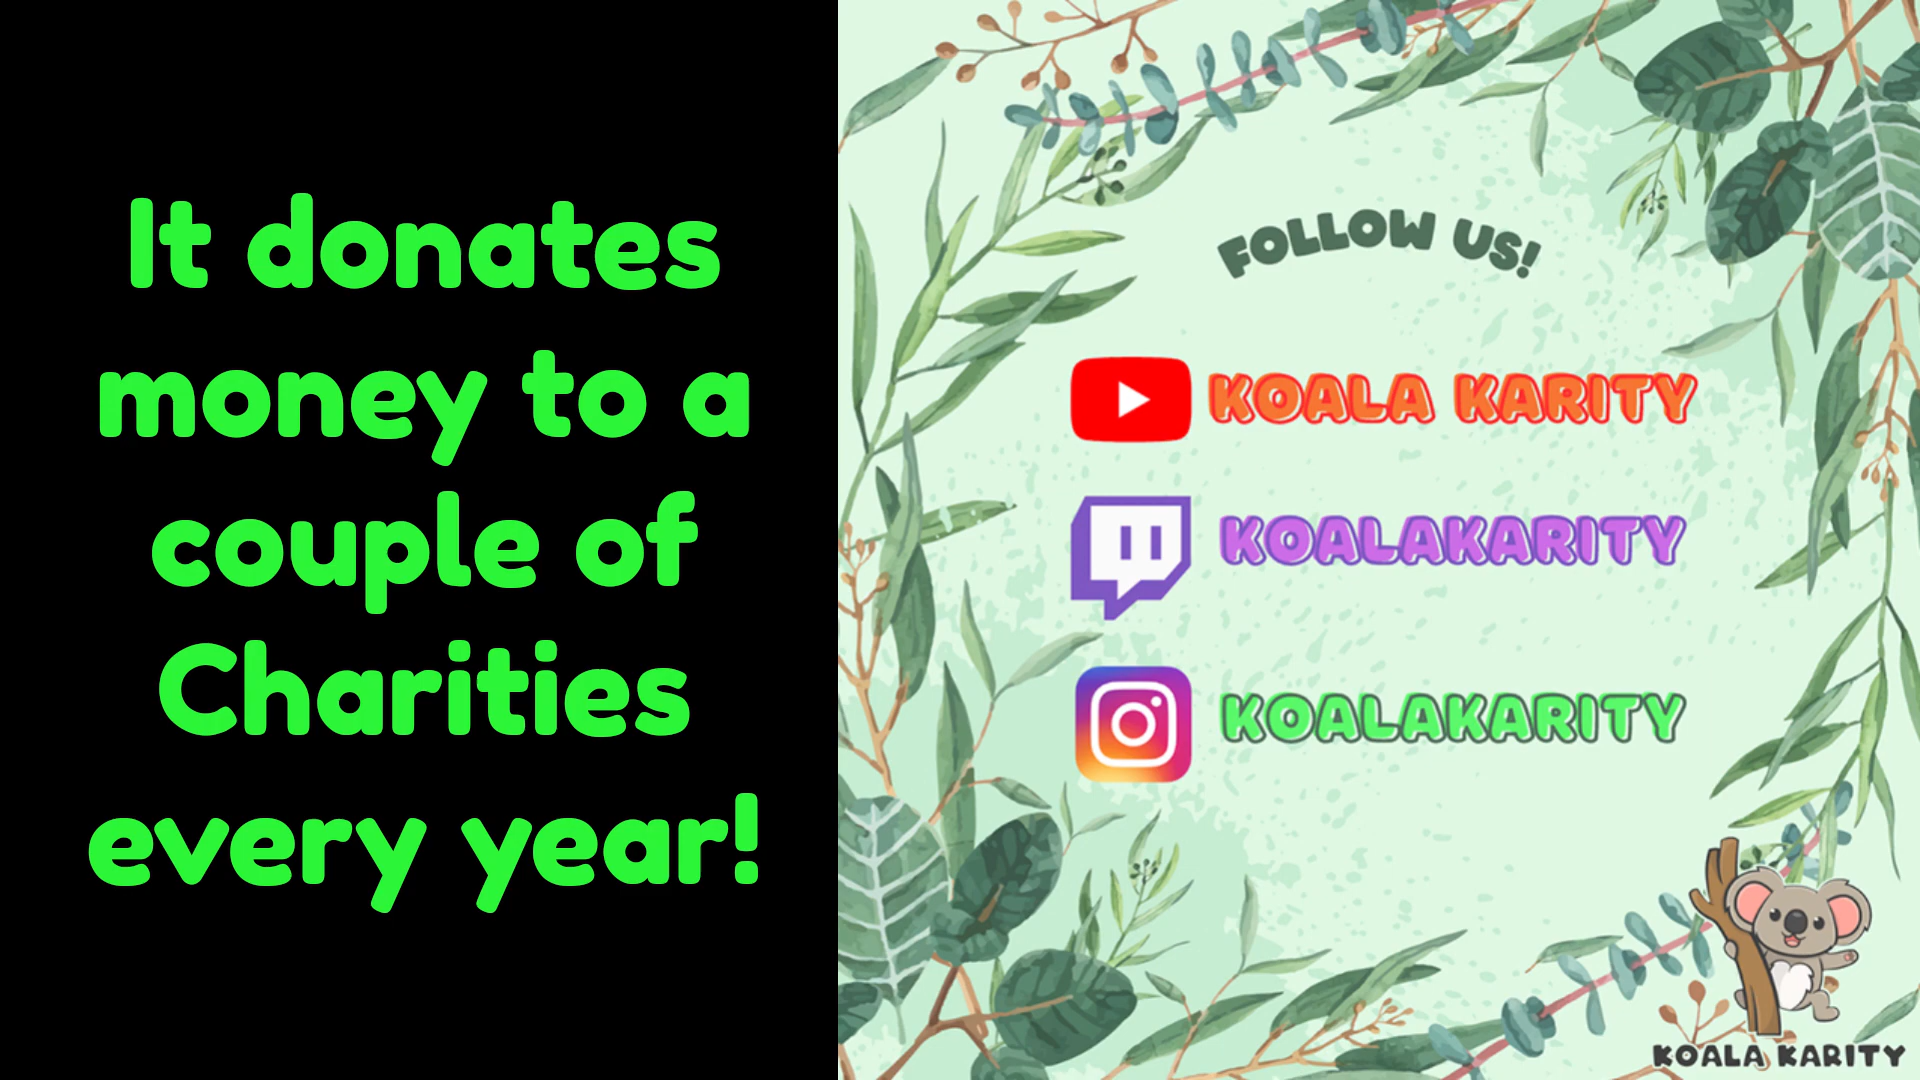 It donates
money to a
couple of
Charities
every year!
FOLLOW US!
KOALA KARITY
KOALAKARITY
KOALAKARITY
KOALA KARITY